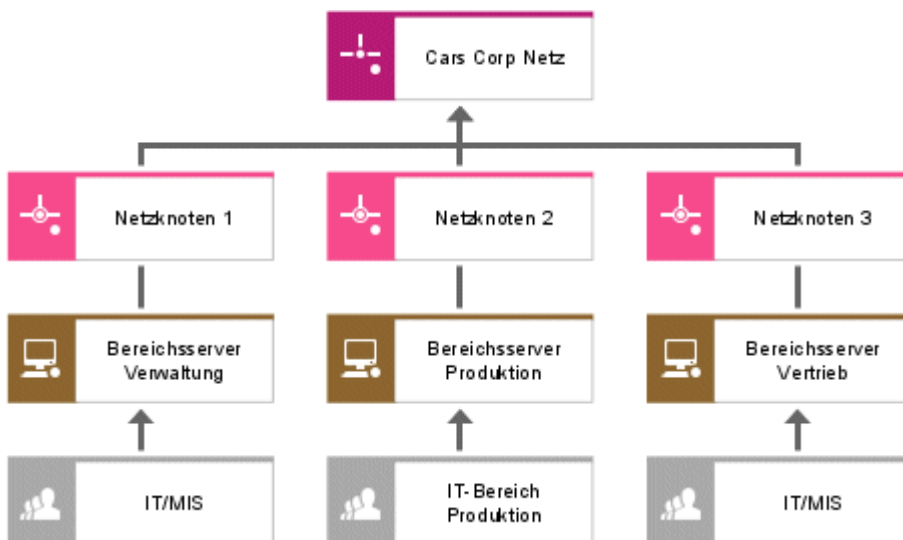 Cars Corp Netz
Netzknoten 1
Netzknoten 2
Netzknoten 3
Bereichsserver
Verwaltung
Bereichsserver
Produktion
Bereichsserver
Vertrieb
IT/MIS
IT-Bereich
Produktion
IT/MIS